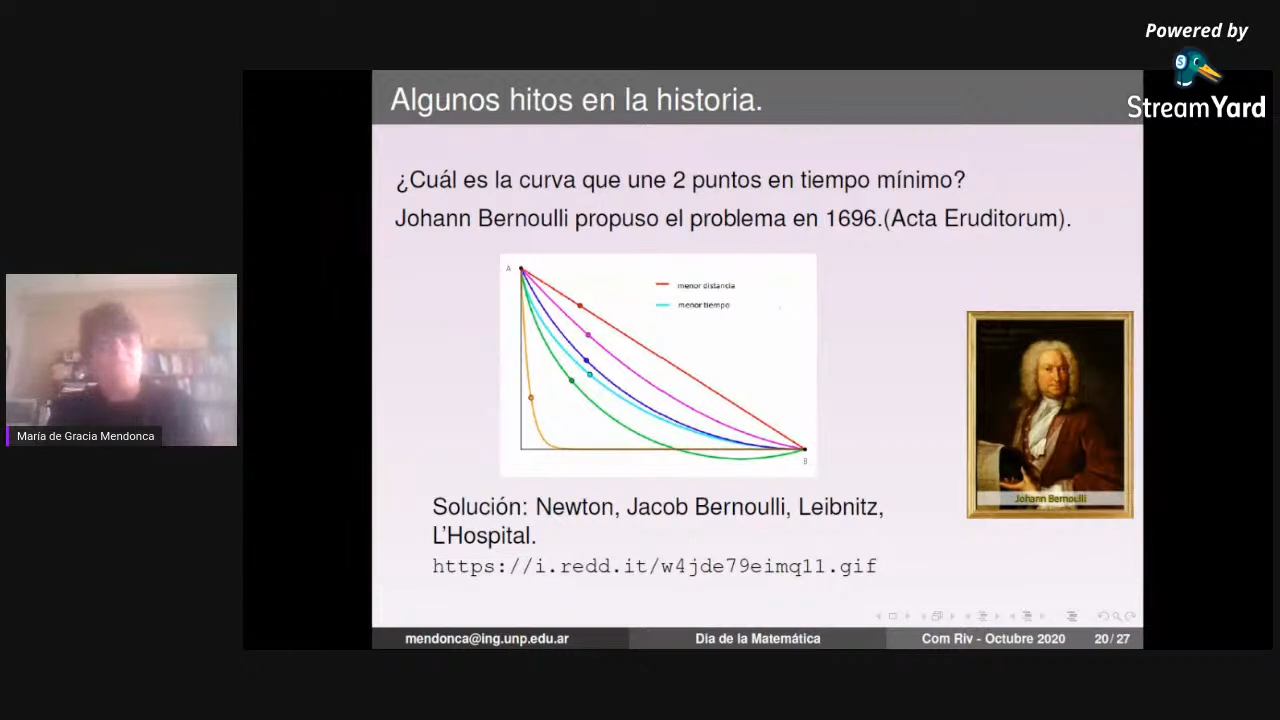 Powered by
StreamYard
Algunos hitos en la historia.
¿Cuál es la curva que une 2 puntos en tiempo mínimo?
Johann Bernoulli propuso el problema en 1696.(Acta Eruditorum).
A
menor distancia
menor tiempo
B
Johann Bernoulli
María de Gracia Mendonca
Solución: Newton, Jacob Bernoulli, Leibnitz,
L'Hospital.
https://i.redd.it/w4jde79eimq11.gif
mendonca@ing.unp.edu.ar Dia de la Matemática Com Riv - Octubre 2020 20/27